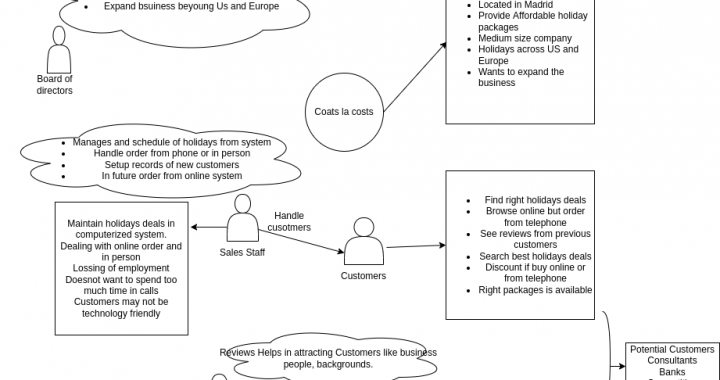 Expand bsuiness beyoung Us and Europe
Board of
directors
Located in Madrid
Provide Affordable holiday
packages
Medium size company
Holidays across US and
Europe
Wants to expand the
business
Coats la costs
Manages and schedule of holidays from system
Handle order from phone or in person
Setup records of new customers
In future order from online system
Maintain holidays deals in
computerized system.
Dealing with online order and
in person
Lossing of employment
Doesnot want to spend too
much time in calls
Customers may not be
technology friendly
Sales Staff
Handle
cusotmers
Customers
Find right holidays deals
Browse online but order
from telephone
See reviews from previous
customers
Search best holidays deals
Discount if buy online or
from telephone
Right packages is available
Reviews Helps in attracting Customers like business
people, backgrounds.
Potential Customers
Consultants
Banks